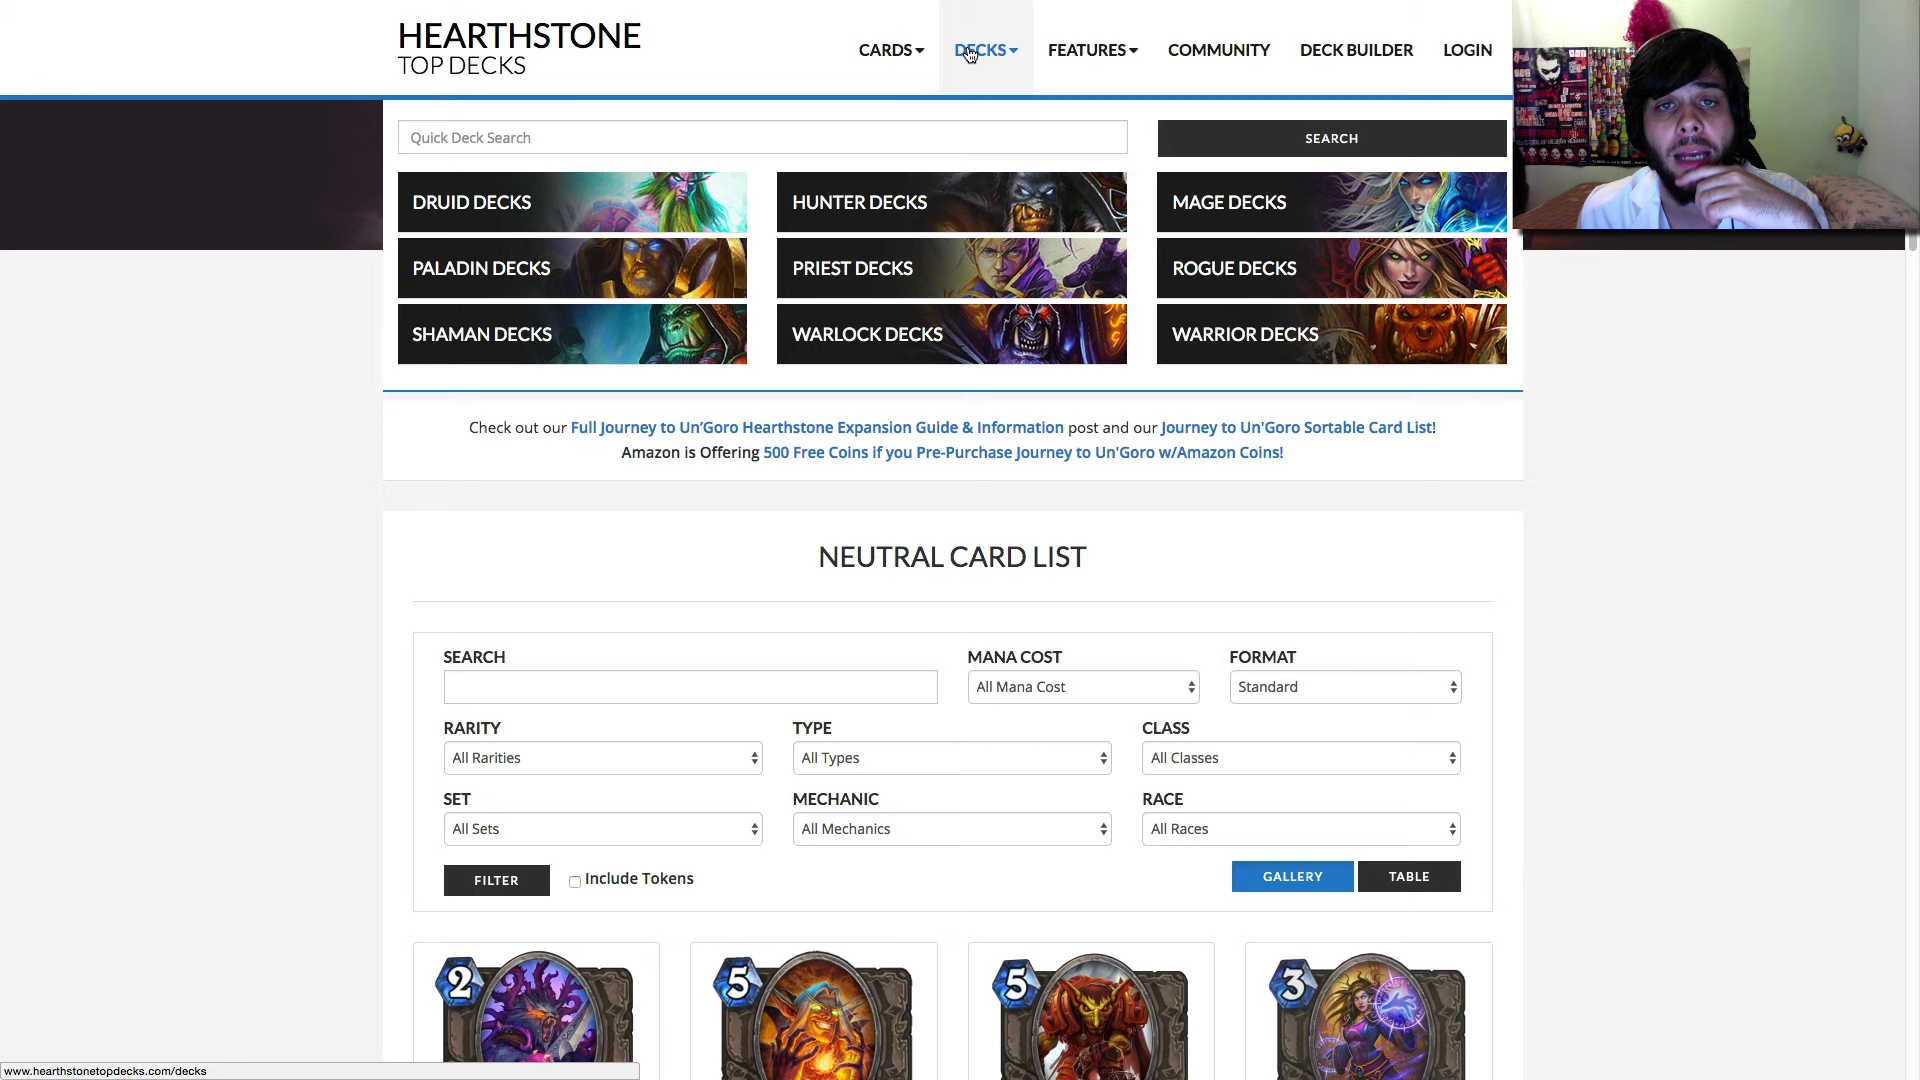 HEARTHSTONE
TOP DECKS
CARDS
DECKS
FEATURES
COMMUNITY
DECK BUILDER
LOGIN
Quick Deck Search
SEARCH
DRUID DECKS
HUNTER DECKS
MAGE DECKS
PALADIN DECKS
PRIEST DECKS
ROGUE DECKS
SHAMAN DECKS
WARLOCK DECKS
WARRIOR DECKS
Check out our Full Journey to Un'Goro Hearthstone Expansion Guide & Information post and our Journey to Un'Goro Sortable Card List!
Amazon is Offering 500 Free Coins if you Pre-Purchase Journey to Un'Goro w/Amazon Coins!
NEUTRAL CARD LIST
SEARCH
MANA COST
FORMAT
All Mana Cost
Standard
RARITY
TYPE
CLASS
All Rarities
All Types
All Classes
SET
MECHANIC
RACE
All Sets
All Mechanics
All Races
FILTER
Include Tokens
GALLERY
TABLE
2
5
5
3
www.hearthstonetopdecks.com/decks